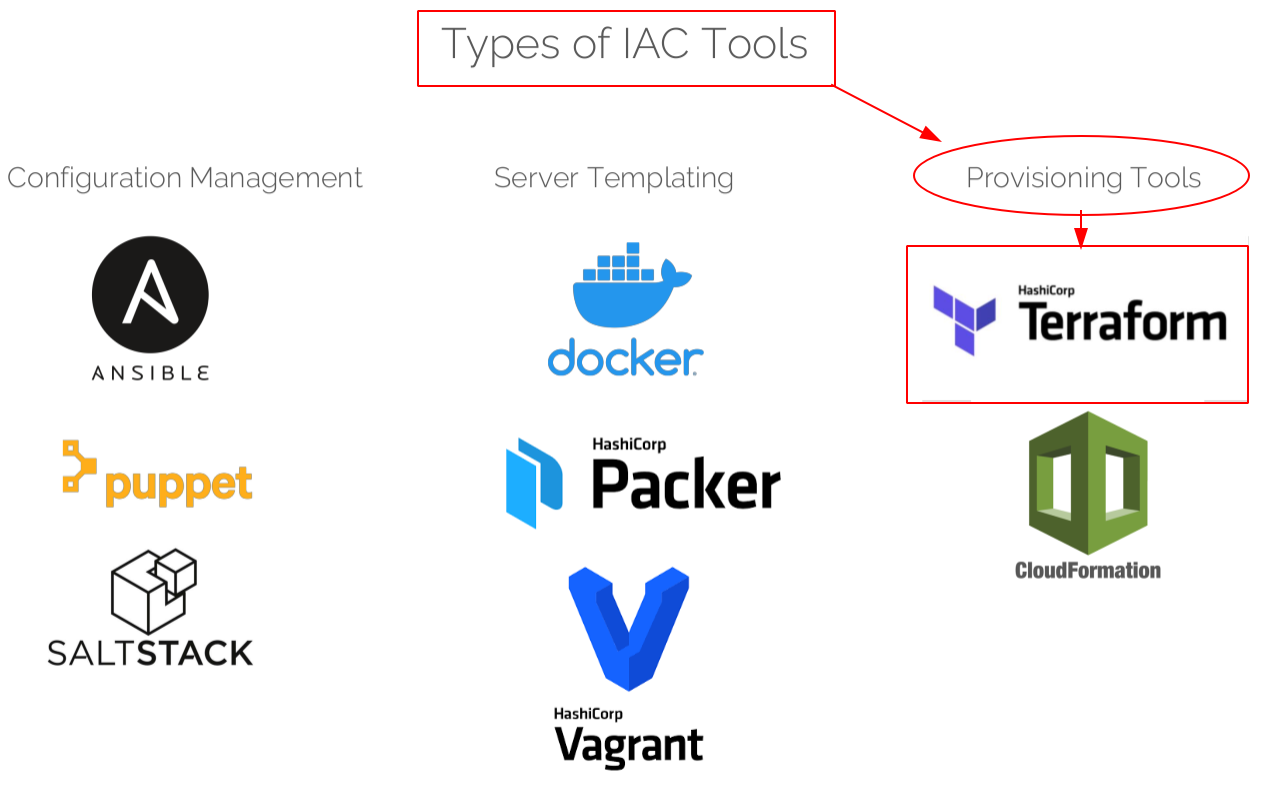 Types of IAC Tools
Configuration Management
ANSIBLE
puppet
SALTSTACK
Server Templating
docker
HashiCorp
Packer
HashiCorp
Vagrant
Provisioning Tools
HashiCorp
Terraform
CloudFormation